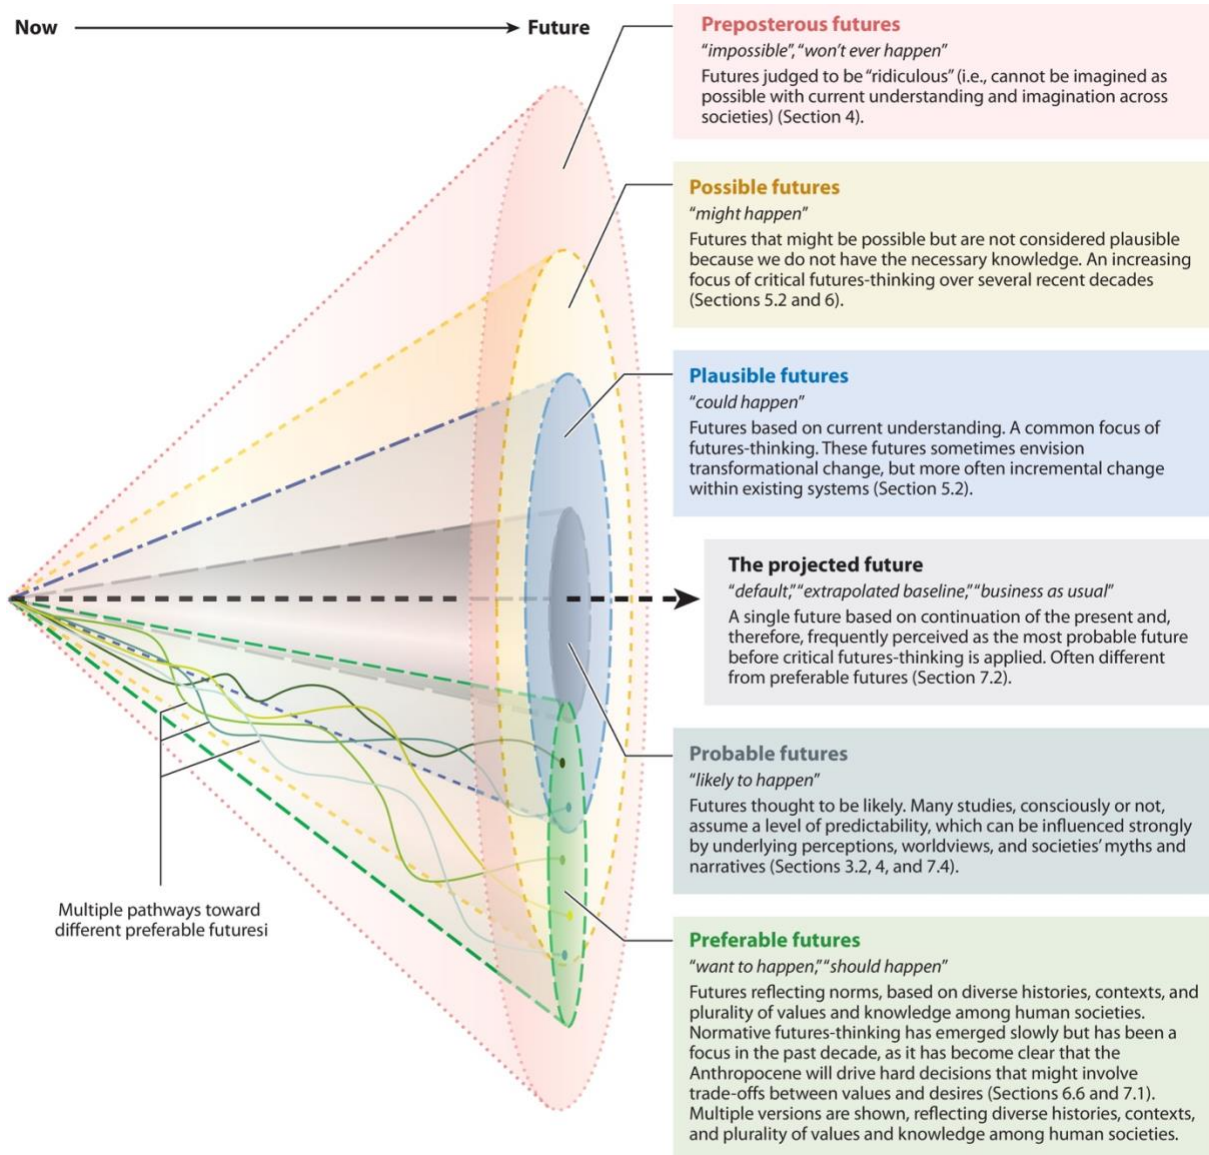 Now
Future
Preposterous futures
“impossible”, “won’t ever happen”
Futures judged to be “ridiculous” (i.e., cannot be imagined as
possible with current understanding and imagination across
societies) (Section 4).
Possible futures
“might happen”
Futures that might be possible but are not considered plausible
because we do not have the necessary knowledge. An increasing
focus of critical futures-thinking over several recent decades
(Sections 5.2 and 6).
Plausible futures
“could happen”
Futures based on current understanding. A common focus of
futures-thinking. These futures sometimes envision
transformational change, but more often incremental change
within existing systems (Section 5.2).
The projected future
“default,” “extrapolated baseline,” “business as usual”
A single future based on continuation of the present and,
therefore, frequently perceived as the most probable future
before critical futures-thinking is applied. Often different
from preferable futures (Section 7.2).
Probable futures
“likely to happen”
Futures thought to be likely. Many studies, consciously or not,
assume a level of predictability, which can be influenced strongly
by underlying perceptions, worldviews, and societies’ myths and
narratives (Sections 3.2, 4, and 7.4).
Multiple pathways toward
different preferable futuresi
Preferable futures
“want to happen,” “should happen”
Futures reflecting norms, based on diverse histories, contexts, and
plurality of values and knowledge among human societies.
Normative futures-thinking has emerged slowly but has been a
focus in the past decade, as it has become clear that the
Anthropocene will drive hard decisions that might involve
trade-offs between values and desires (Sections 6.6 and 7.1).
Multiple versions are shown, reflecting diverse histories, contexts,
and plurality of values and knowledge among human societies.